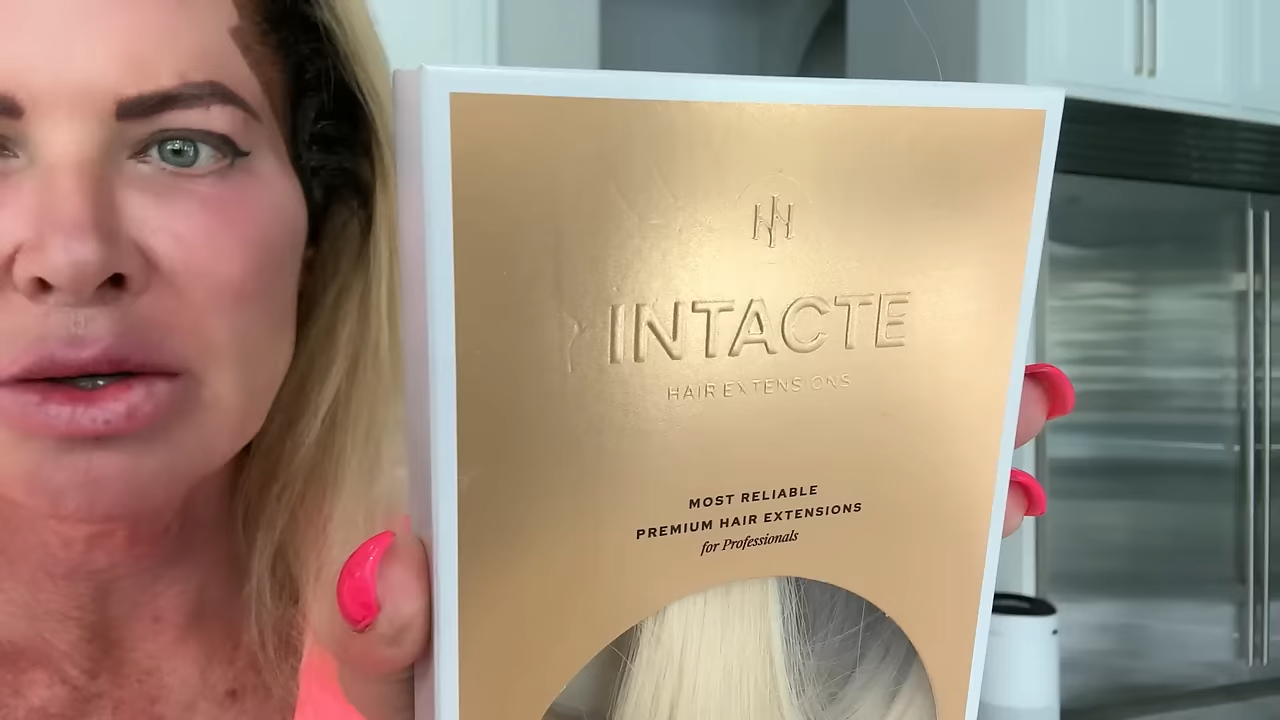 INTACTE
HAIR EXTENSIONS
MOST RELIABLE
PREMIUM HAIR EXTENSIONS
for Professionals